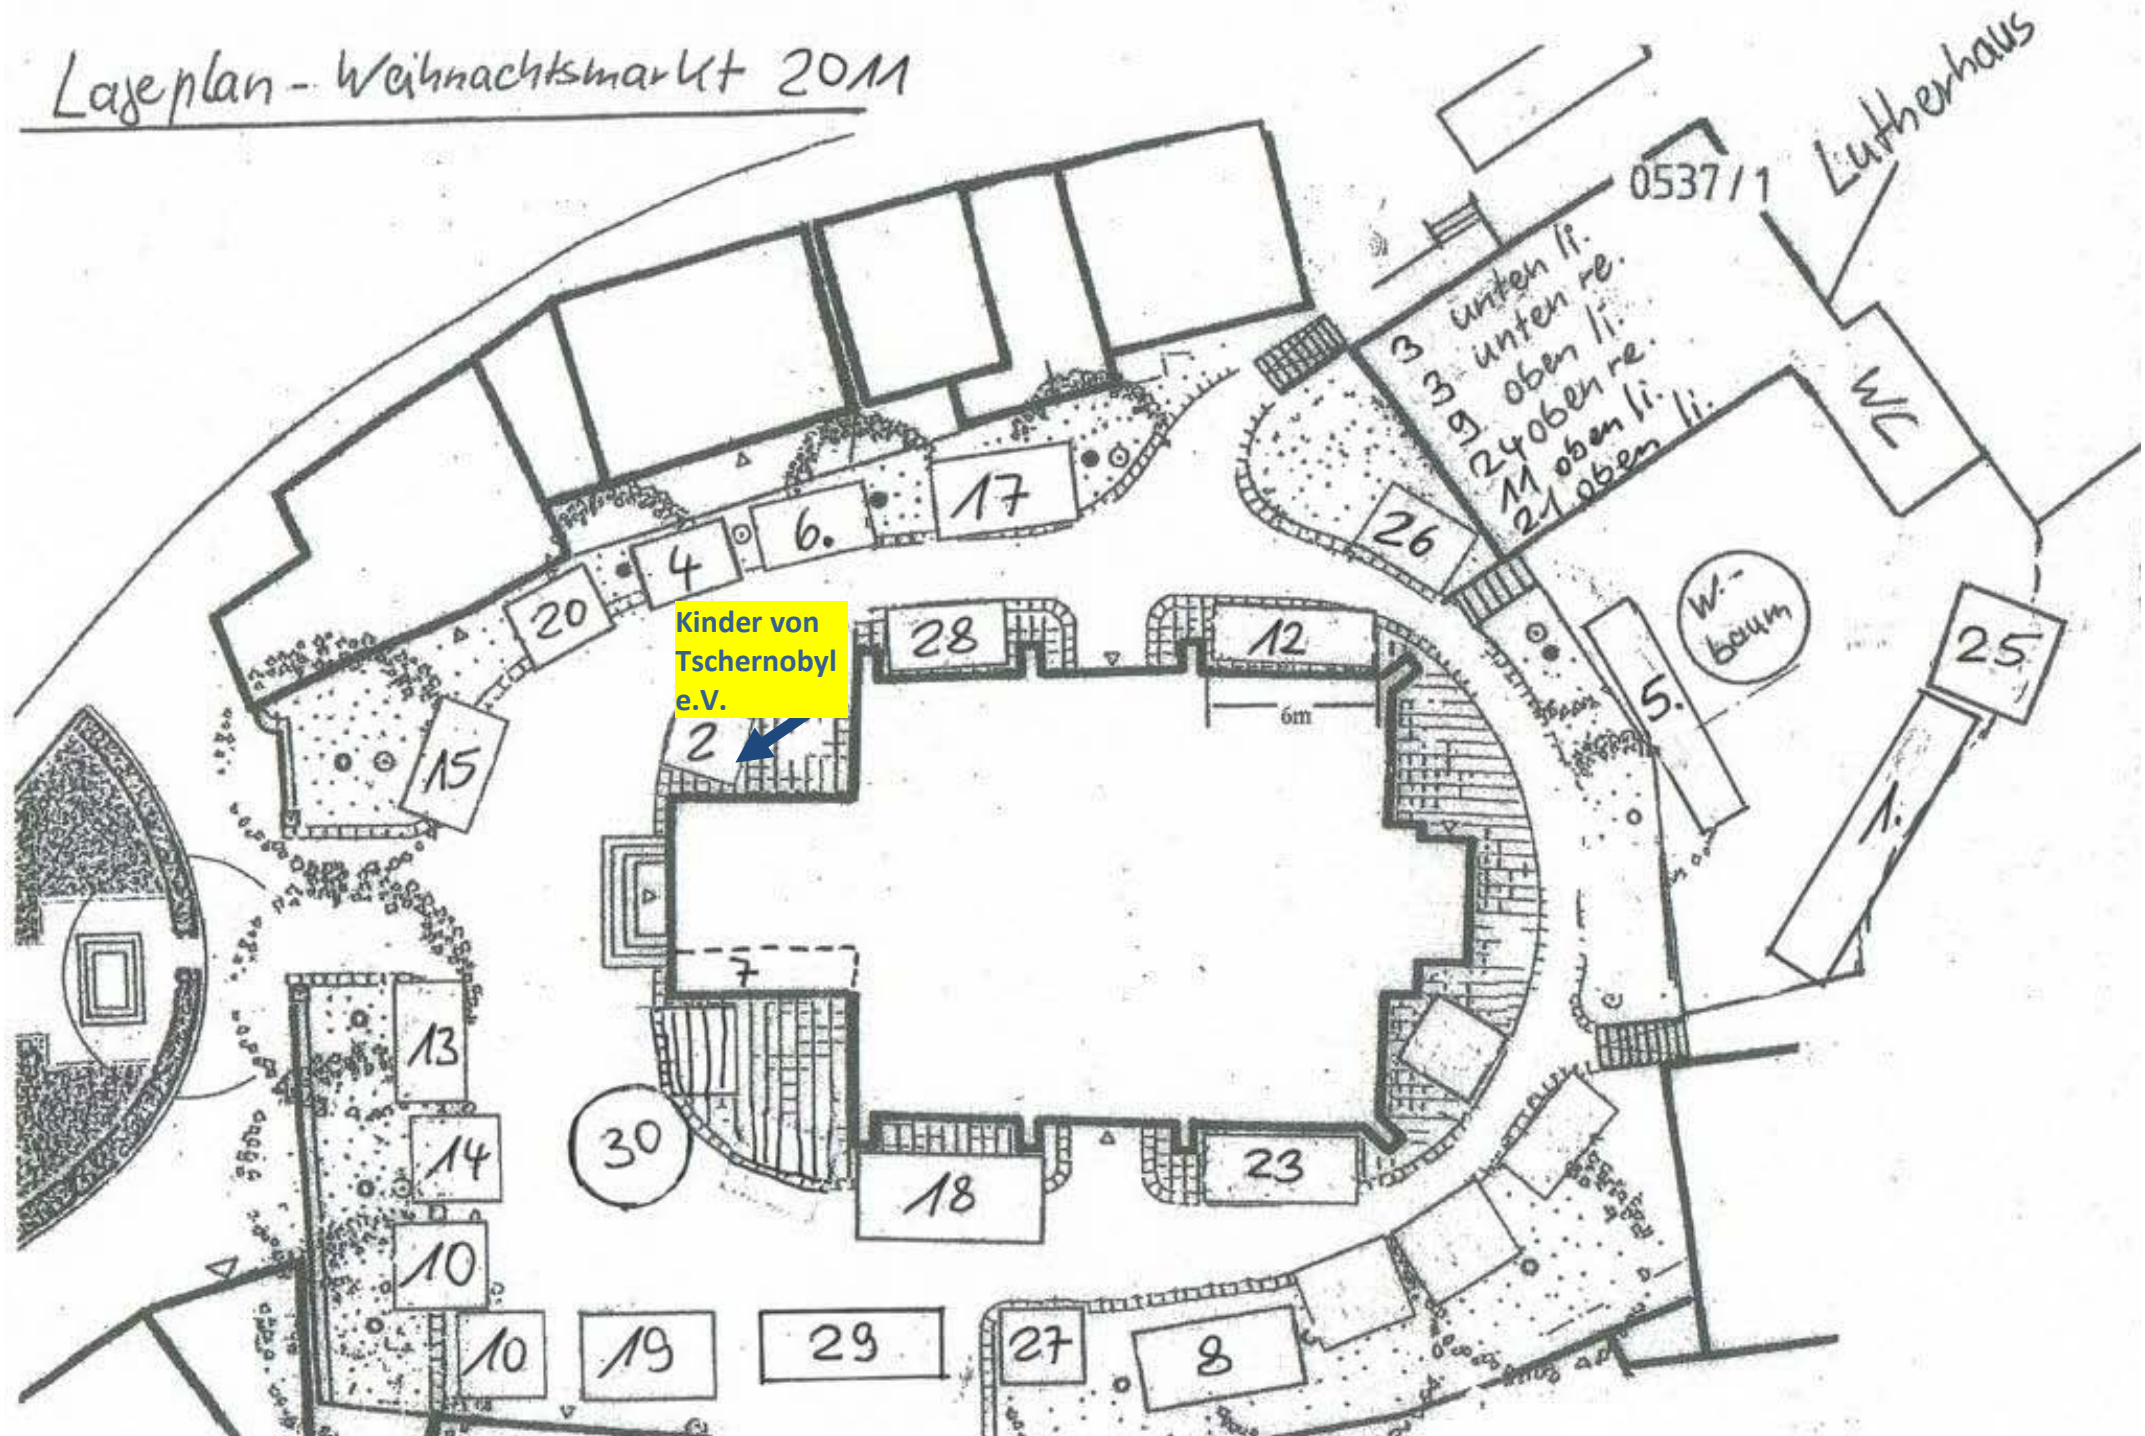 Lageplan - Weihnachtsmarkt 2011
Lutherhaus
0537/1
3 unten li.
3 unten re.
9 oben li.
24 oben re.
11 oben li.
21 oben li.
WC
17
6.
4
20
26
Kinder von
Tschernobyl
e.V.
28
12
W.-
baum
25
5.
6m
2
15
1.
7
13
14
30
18
23
10
10
19
29
27
8